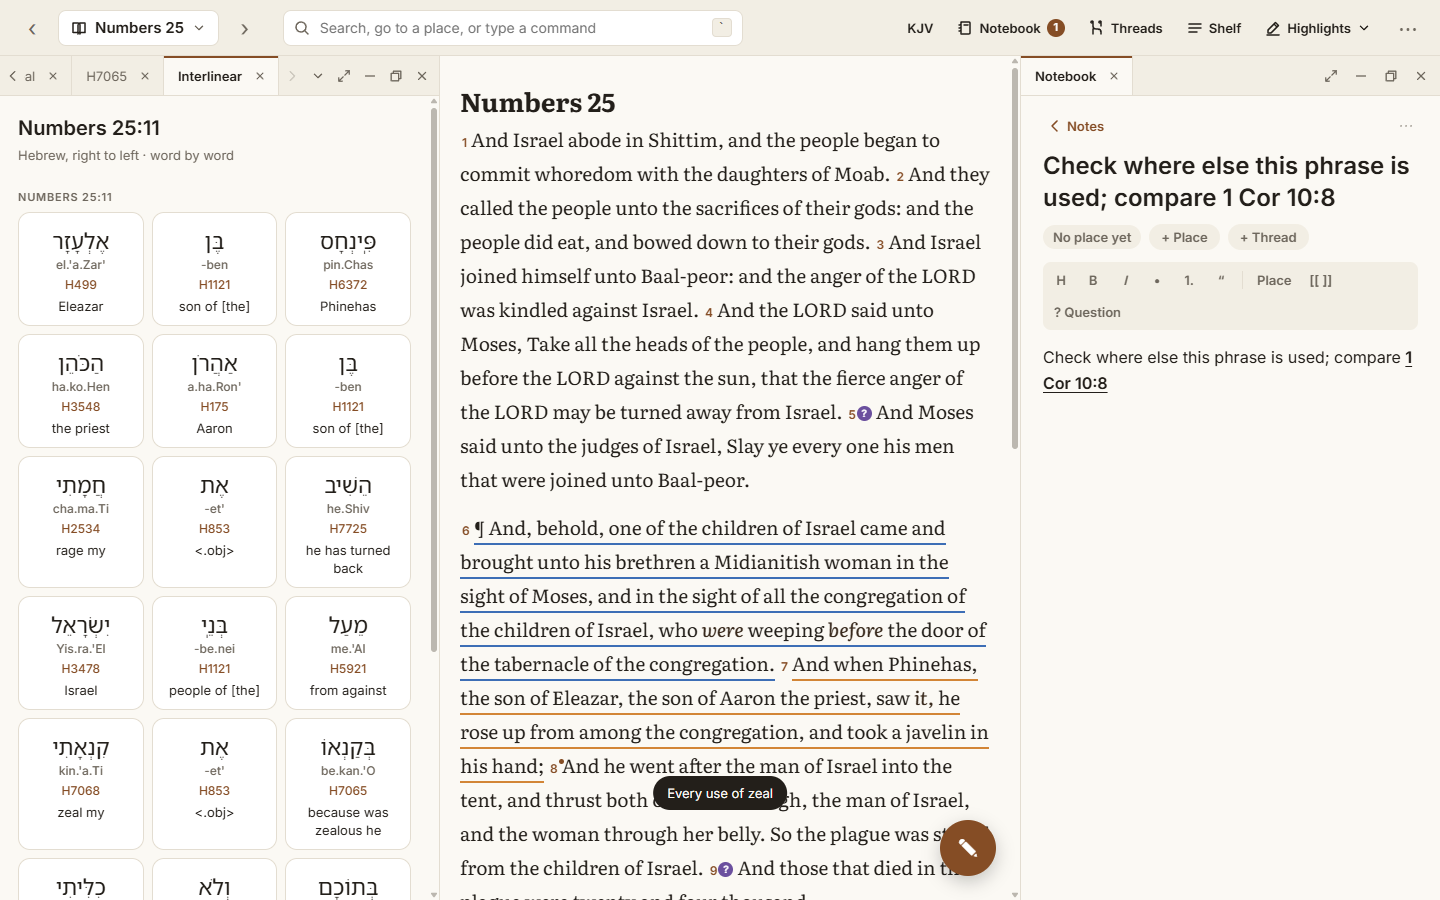 Numbers 25
Search, go to a place, or type a command
`
KJV
Notebook 1
Threads
Shelf
Highlights
al
H7065
Interlinear
Numbers 25:11
Hebrew, right to left · word by word
NUMBERS 25:11
אֶלְעָזָר בֶּן פִּֽינְחָס
el.'a.Zar' -ben pin.Chas
H499 H1121 H6372
Eleazar son of [the] Phinehas
הַכֹּהֵן אַהֲרֹן בֶּן
ha.ko.Hen a.ha.Ron' -ben
H3548 H175 H1121
the priest Aaron son of [the]
חֲמָתִי אֶת הֵשִׁיב
cha.ma.Ti -et' he.Shiv
H2534 H853 H7725
rage my <.obj> he has turned back
יִשְׂרָאֵל בְּנֵֽי מֵעַל
Yis.ra.'El -be.nei me.'Al
H3478 H1121 H5921
Israel people of [the] from against
קִנְאָתִי אֶת בְּקַנְאוֹ
kin.'a.Ti -et' be.kan.'O
H7068 H853 H7065
zeal my <.obj> because was zealous he
כִלִּיתִי וְלֹא בְּתוֹכָם
Numbers 25
1 And Israel abode in Shittim, and the people began to
commit whoredom with the daughters of Moab. 2 And they
called the people unto the sacrifices of their gods: and the
people did eat, and bowed down to their gods. 3 And Israel
joined himself unto Baal-peor: and the anger of the LORD
was kindled against Israel. 4 And the LORD said unto
Moses, Take all the heads of the people, and hang them up
before the LORD against the sun, that the fierce anger of
the LORD may be turned away from Israel. 5 ? And Moses
said unto the judges of Israel, Slay ye every one his men
that were joined unto Baal-peor.
6 ¶ And, behold, one of the children of Israel came and
brought unto his brethren a Midianitish woman in the
sight of Moses, and in the sight of all the congregation of
the children of Israel, who were weeping before the door of
the tabernacle of the congregation. 7 And when Phinehas,
the son of Eleazar, the son of Aaron the priest, saw it, he
rose up from among the congregation, and took a javelin in
his hand; 8 And he went after the man of Israel into the
tent, and thrust both the man of Israel,
Every use of zeal
and the woman through her belly. So the plague was
from the children of Israel. 9 ? And those that died in
plague were twenty and four thousand.
Notebook
Notes
Check where else this phrase is
used; compare 1 Cor 10:8
No place yet + Place + Thread
H B I • 1. “ Place [[ ]]
? Question
Check where else this phrase is used; compare 1
Cor 10:8